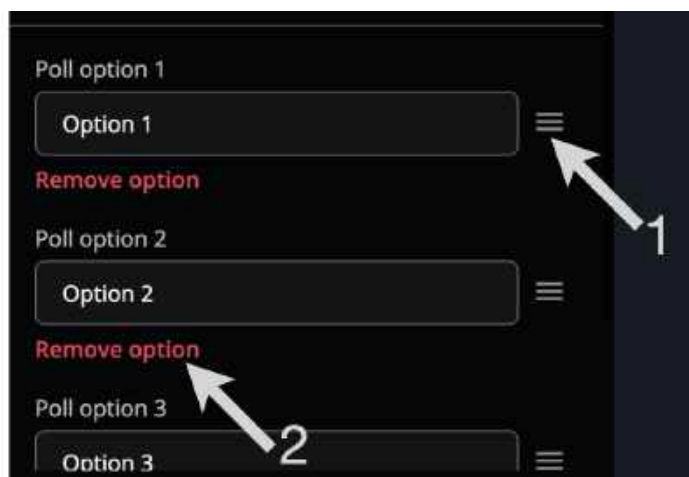 Poll option 1
Option 1
Remove option
1
Poll option 2
Option 2
Remove option
Poll option 3
2
Option 3